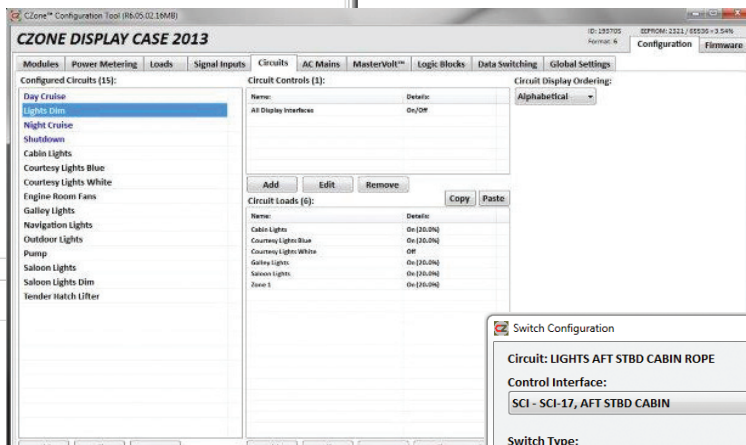 CZone™ Configuration Tool (R6.05.02.16MB)
CZONE DISPLAY CASE 2013
ID: 193705
EEPROM: 2321 / 65536 = 3.54%
Format: 6
Configuration Firmware
Modules Power Metering Loads Signal Inputs Circuits AC Mains MasterVolt™ Logic Blocks Data Switching Global Settings
Configured Circuits (15):
Day Cruise
Lights Dim
Night Cruise
Shutdown
Cabin Lights
Courtesy Lights Blue
Courtesy Lights White
Engine Room Fans
Galley Lights
Navigation Lights
Outdoor Lights
Pump
Saloon Lights
Saloon Lights Dim
Tender Hatch Lifter
Circuit Controls (1):
Name: Details:
All Display Interfaces On/Off
Add Edit Remove
Circuit Loads (6):
Copy Paste
Name: Details:
Cabin Lights On (20.0%)
Courtesy Lights Blue On (20.0%)
Courtesy Lights White Off
Galley Lights On (20.0%)
Saloon Lights On (20.0%)
Zone 1 On (20.0%)
Circuit Display Ordering:
Alphabetical
Switch Configuration
Circuit: LIGHTS AFT STBD CABIN ROPE
Control Interface:
SCI - SCI-17, AFT STBD CABIN
Switch Type: